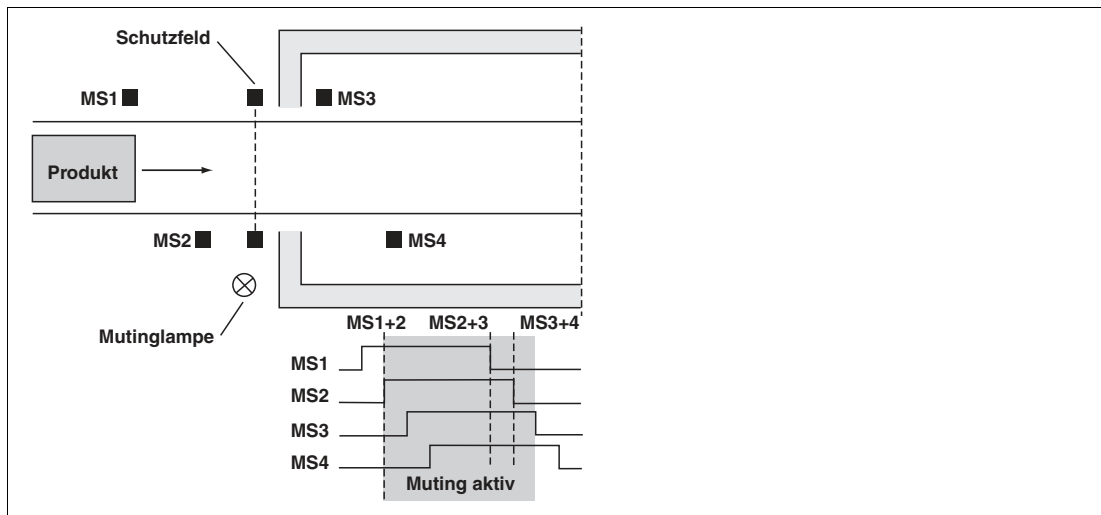 Schutzfeld
MS1
MS3
Produkt
MS2
MS4
Mutinglampe
MS1+2 MS2+3 MS3+4
MS1
MS2
MS3
MS4
Muting aktiv